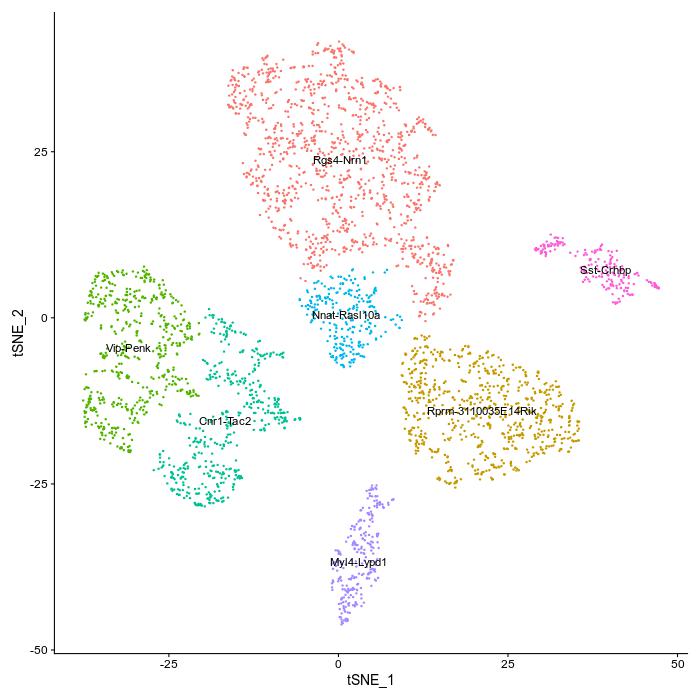 25
Rgs4-Nrn1
Sst-Crhbp
0
Nnat-Rasl10a
tSNE_2
Vip-Penk
Rprm-3110035E14Rik
Cnr1-Tac2
-25
Myl4-Lypd1
-50
-25
0
25
50
tSNE_1